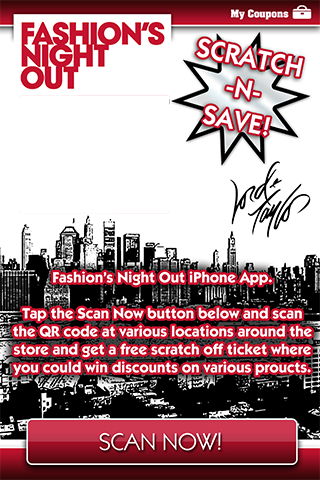 My Coupons
FASHION'S
NIGHT
OUT
SCRATCH
-N-
SAVE!
Lord & Taylor
Fashion's Night Out iPhone App.
Tap the Scan Now button below and scan
the QR code at various locations around the
store and get a free scratch off ticket where
you could win discounts on various proucts.
SCAN NOW!